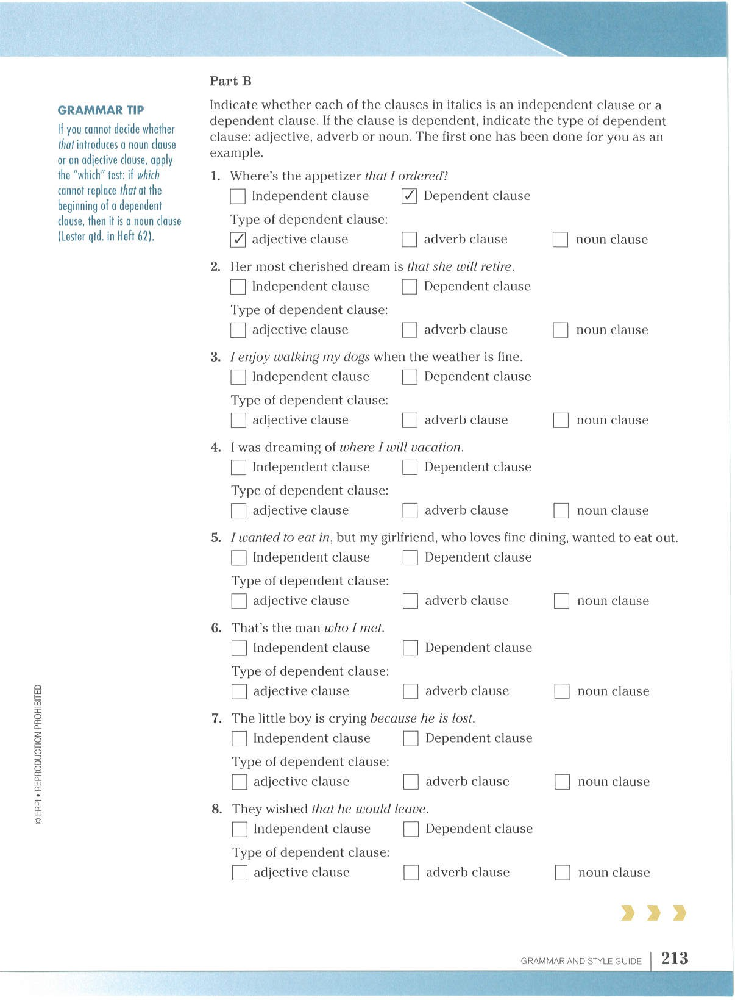 Part B
Indicate whether each of the clauses in italics is an independent clause or a
dependent clause. If the clause is dependent, indicate the type of dependent
clause: adjective, adverb or noun. The first one has been done for you as an
example.
GRAMMAR TIP
If you cannot decide whether
that introduces a noun clause
or an adjective clause, apply
the "which" test: if which
cannot replace that at the
beginning of a dependent
clause, then it is a noun clause
(Lester qtd. in Heft 62).
1. Where's the appetizer that I ordered?
☐ Independent clause ☑ Dependent clause
Type of dependent clause:
☑ adjective clause ☐ adverb clause ☐ noun clause
2. Her most cherished dream is that she will retire.
☐ Independent clause ☐ Dependent clause
Type of dependent clause:
☐ adjective clause ☐ adverb clause ☐ noun clause
3. I enjoy walking my dogs when the weather is fine.
☐ Independent clause ☐ Dependent clause
Type of dependent clause:
☐ adjective clause ☐ adverb clause ☐ noun clause
4. I was dreaming of where I will vacation.
☐ Independent clause ☐ Dependent clause
Type of dependent clause:
☐ adjective clause ☐ adverb clause ☐ noun clause
5. I wanted to eat in, but my girlfriend, who loves fine dining, wanted to eat out.
☐ Independent clause ☐ Dependent clause
Type of dependent clause:
☐ adjective clause ☐ adverb clause ☐ noun clause
6. That's the man who I met.
☐ Independent clause ☐ Dependent clause
Type of dependent clause:
☐ adjective clause ☐ adverb clause ☐ noun clause
7. The little boy is crying because he is lost.
☐ Independent clause ☐ Dependent clause
Type of dependent clause:
☐ adjective clause ☐ adverb clause ☐ noun clause
8. They wished that he would leave.
☐ Independent clause ☐ Dependent clause
Type of dependent clause:
☐ adjective clause ☐ adverb clause ☐ noun clause
© ERPI • REPRODUCTION PROHIBITED
GRAMMAR AND STYLE GUIDE 213